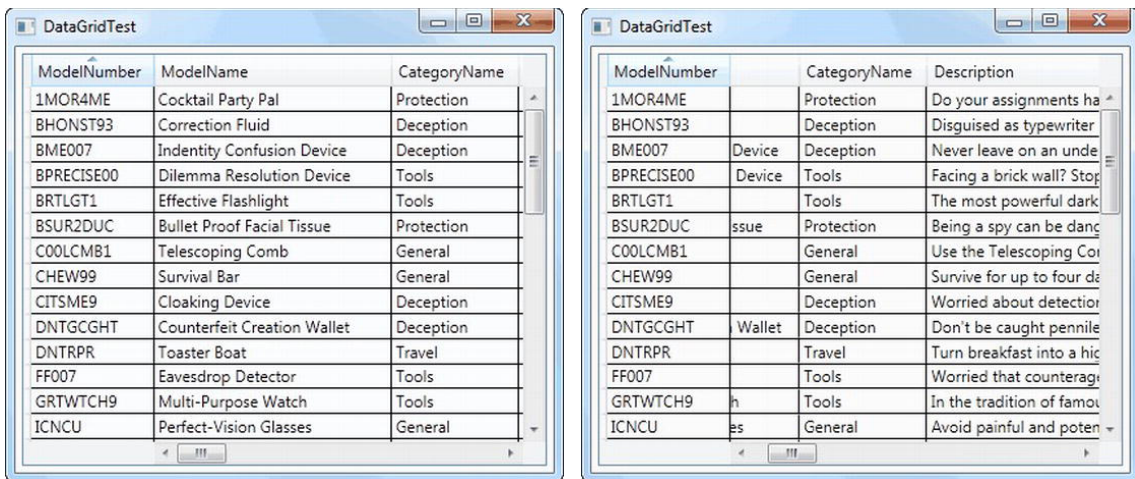 DataGridTest
ModelNumber ModelName CategoryName
1MOR4ME Cocktail Party Pal Protection
BHONST93 Correction Fluid Deception
BME007 Indentity Confusion Device Deception
BPRECISE00 Dilemma Resolution Device Tools
BRTLGT1 Effective Flashlight Tools
BSUR2DUC Bullet Proof Facial Tissue Protection
C00LCMB1 Telescoping Comb General
CHEW99 Survival Bar General
CITSME9 Cloaking Device Deception
DNTGCGHT Counterfeit Creation Wallet Deception
DNTRPR Toaster Boat Travel
FF007 Eavesdrop Detector Tools
GRTWTCH9 Multi-Purpose Watch Tools
ICNCU Perfect-Vision Glasses General
DataGridTest
ModelNumber CategoryName Description
1MOR4ME Protection Do your assignments ha
BHONST93 Deception Disguised as typewriter
BME007 Device Deception Never leave on an unde
BPRECISE00 Device Tools Facing a brick wall? Stop
BRTLGT1 Tools The most powerful dark
BSUR2DUC ssue Protection Being a spy can be dang
C00LCMB1 General Use the Telescoping Co
CHEW99 General Survive for up to four da
CITSME9 Deception Worried about detection
DNTGCGHT Wallet Deception Don't be caught pennile
DNTRPR Travel Turn breakfast into a hig
FF007 Tools Worried that counterag
GRTWTCH9 h Tools In the tradition of famou
ICNCU es General Avoid painful and poten